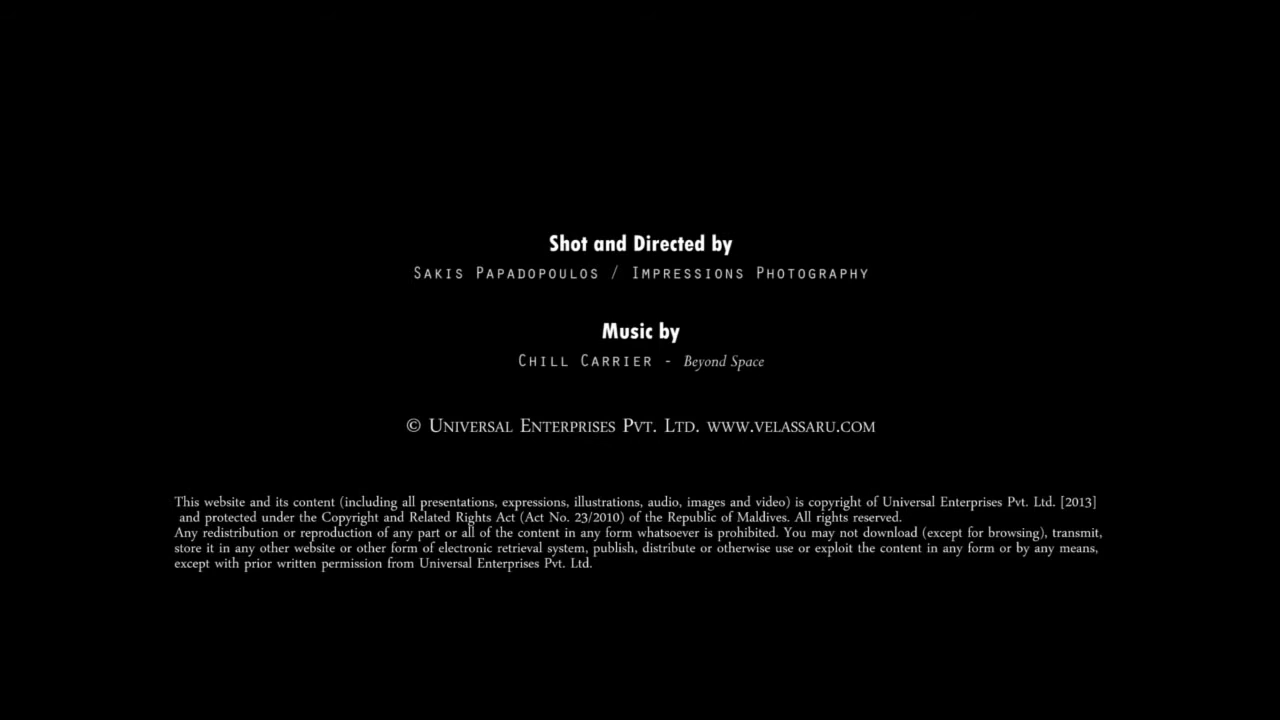 Shot and Directed by
Sakis Papadopoulos / Impressions Photography
Music by
Chill Carrier - Beyond Space
© Universal Enterprises Pvt. Ltd. www.velassaru.com
This website and its content (including all presentations, expressions, illustrations, audio, images and video) is copyright of Universal Enterprises Pvt. Ltd. [2013]
and protected under the Copyright and Related Rights Act (Act No. 23/2010) of the Republic of Maldives. All rights reserved.
Any redistribution or reproduction of any part or all of the content in any form whatsoever is prohibited. You may not download (except for browsing), transmit,
store it in any other website or other form of electronic retrieval system, publish, distribute or otherwise use or exploit the content in any form or by any means,
except with prior written permission from Universal Enterprises Pvt. Ltd.